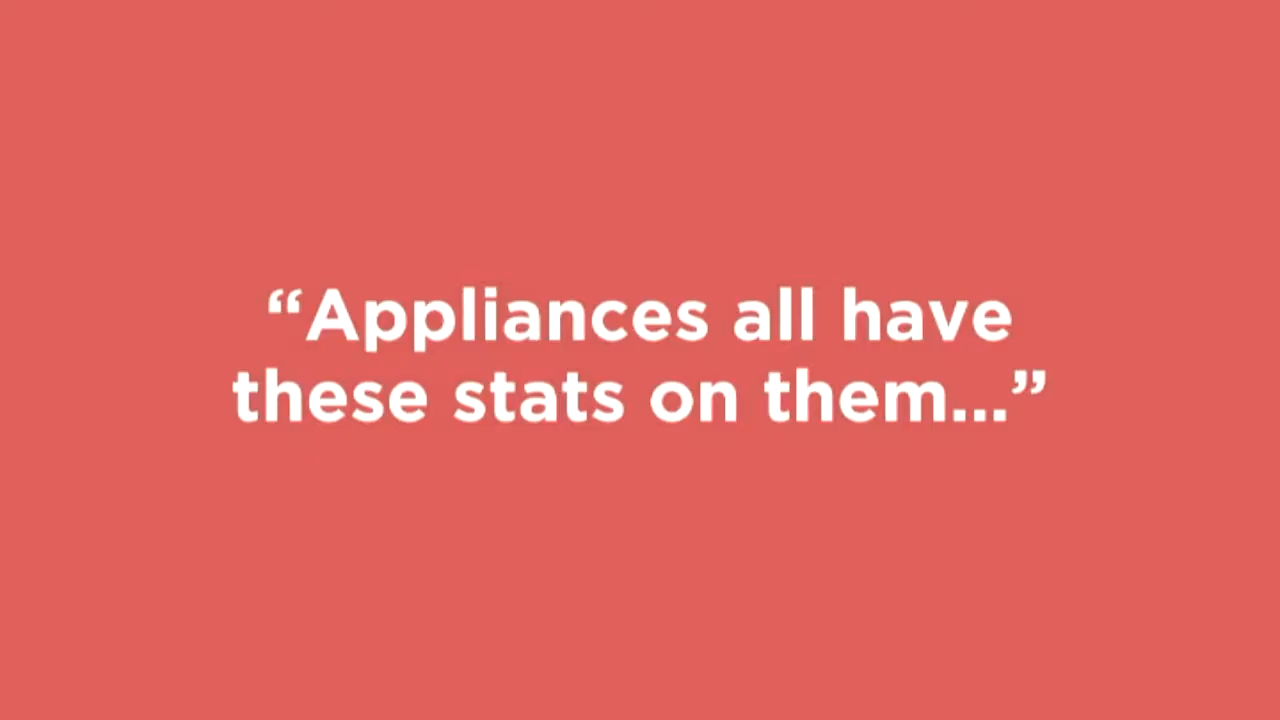 “Appliances all have
these stats on them...”